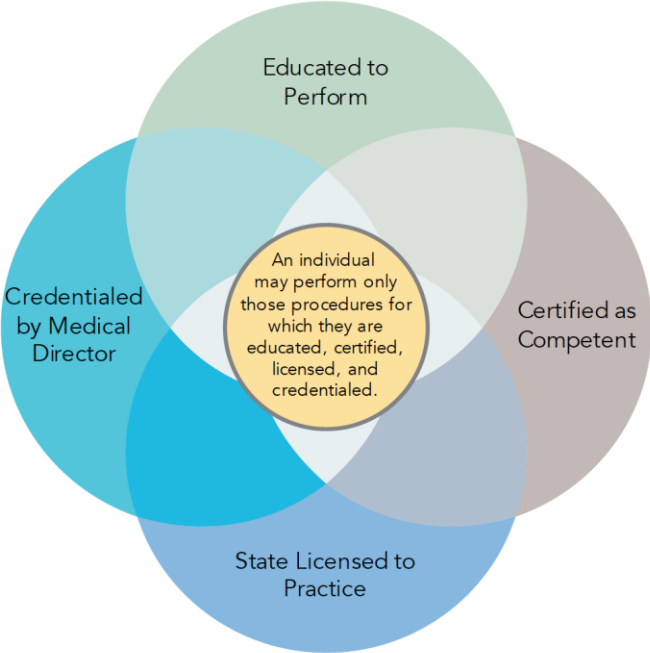 Educated to
Perform
Credentialed
by Medical
Director
An individual
may perform only
those procedures for
which they are
educated, certified,
licensed, and
credentialed.
Certified as
Competent
State Licensed to
Practice